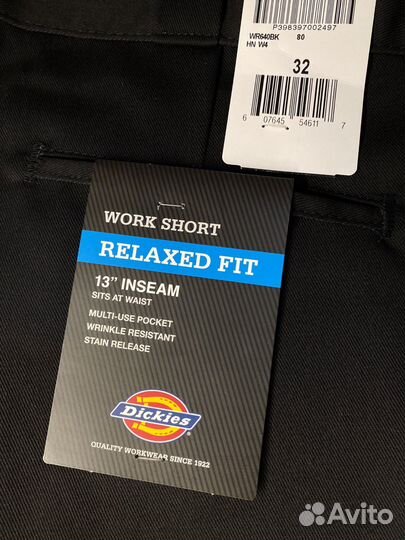 P398397002497
WR640BK 80
HN W4
32
6 07645 54611 7
WORK SHORT
RELAXED FIT
13” INSEAM
SITS AT WAIST
MULTI-USE POCKET
WRINKLE RESISTANT
STAIN RELEASE
Dickies
QUALITY WORKWEAR SINCE 1922
Avito